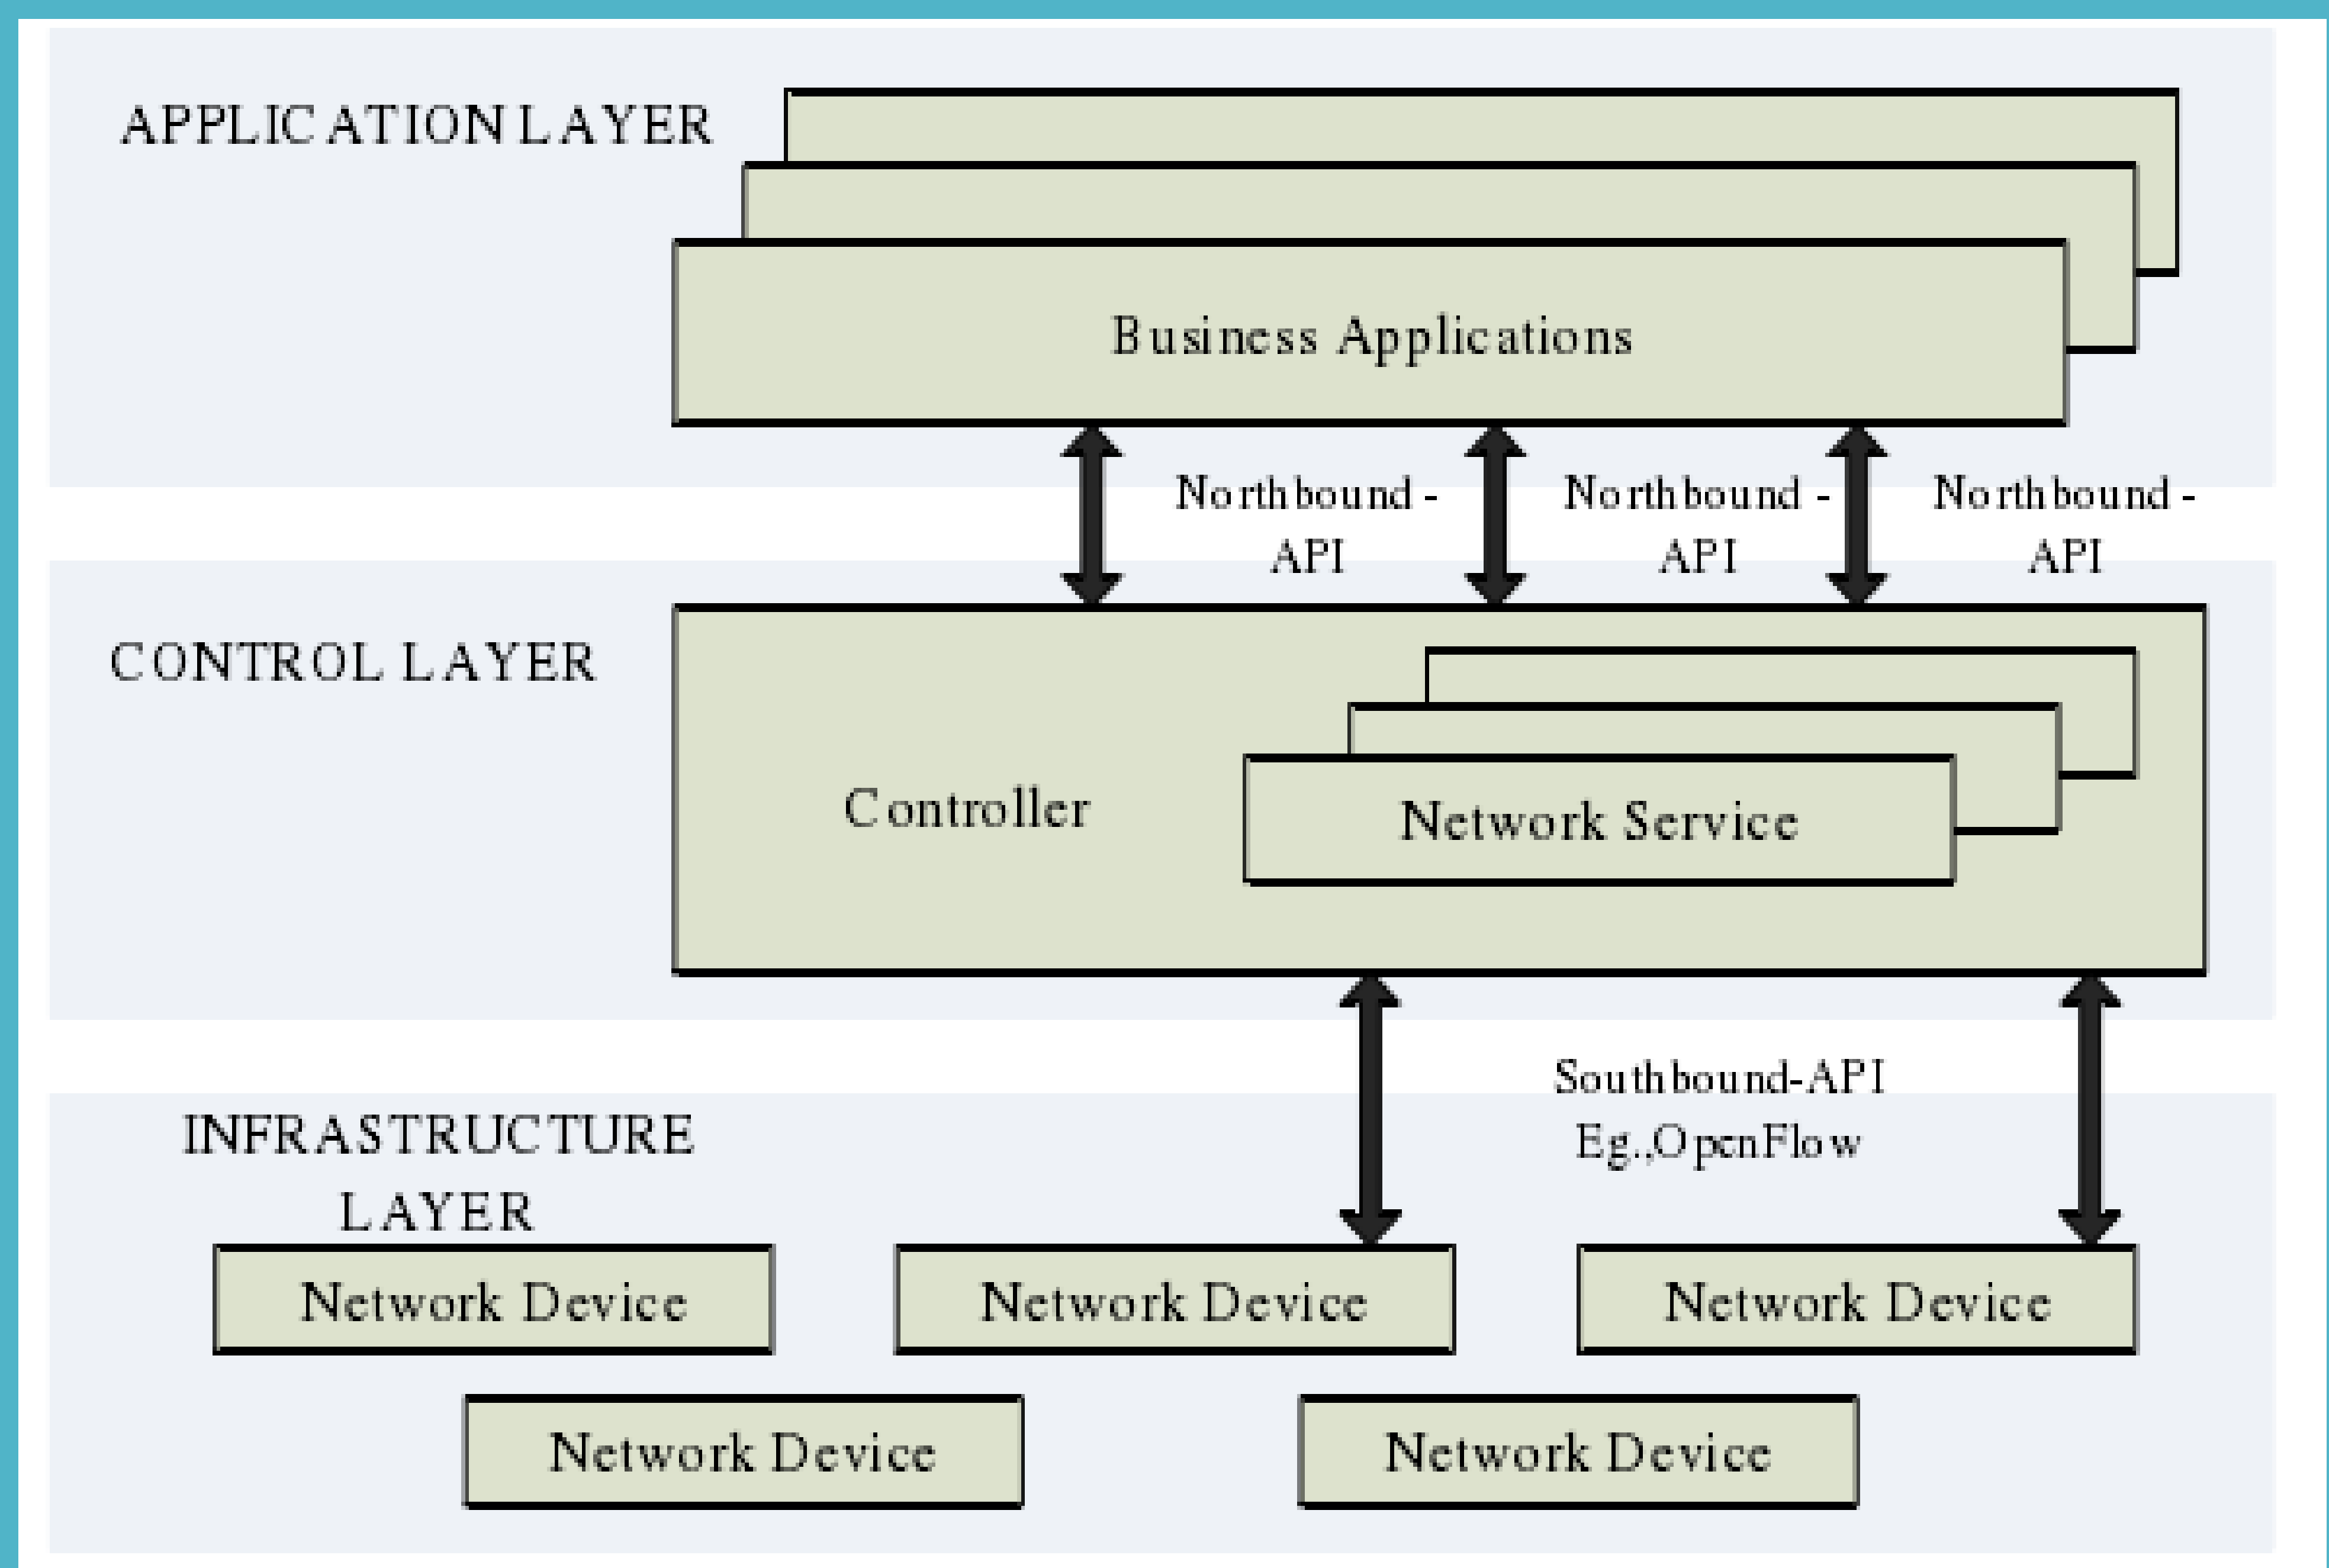 APPLICATION LAYER
Business Applications
Northbound -
API
Northbound -
API
Northbound -
API
CONTROL LAYER
Controller
Network Service
Southbound-API
Eg.,OpenFlow
INFRASTRUCTURE
LAYER
Network Device
Network Device
Network Device
Network Device
Network Device